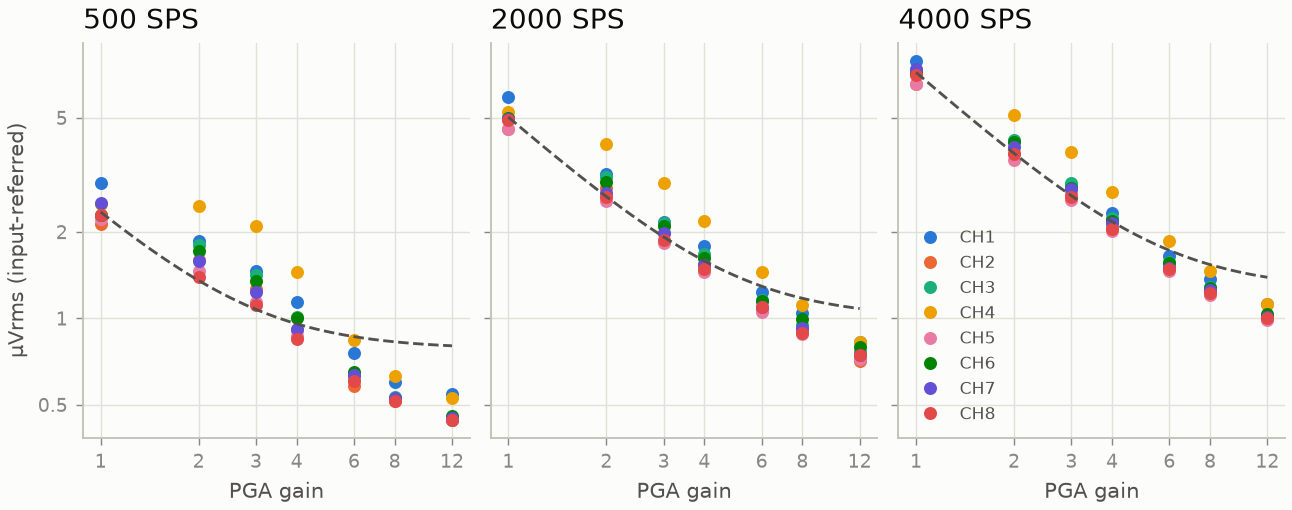 500 SPS
2000 SPS
4000 SPS
µVrms (input-referred)
5
2
1
0.5
CH1
CH2
CH3
CH4
CH5
CH6
CH7
CH8
1 2 3 4 6 8 12
1 2 3 4 6 8 12
1 2 3 4 6 8 12
PGA gain
PGA gain
PGA gain